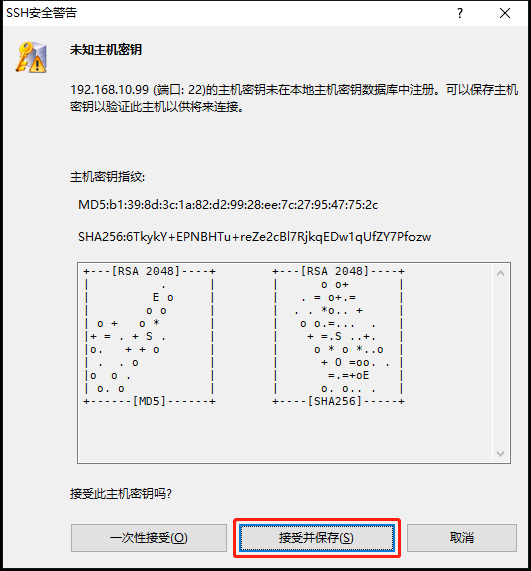 SSH安全警告
未知主机密钥
192.168.10.99 (端口: 22)的主机密钥未在本地主机密钥数据库中注册。可以保存主机
密钥以验证此主机以供将来连接。
主机密钥指纹:
MD5:b1:39:8d:3c:1a:82:d2:99:28:ee:7c:27:95:47:75:2c
SHA256:6TkykY+EPNBHTu+reZe2cBl7RjkqEDw1qUfZY7Pfozw
+---[RSA 2048]----+       +---[RSA 2048]----+
|          .      |       |      o o+       |
|         E o     |       |   . = o+.=      |
|        o o      |       |  . . *o.. +     |
| o +   o *       |       |   o o.=...  .   |
|+ = . + S .      |       |    + =.S ..+.   |
|o.   + + o       |       |     o * o *..o  |
| .  . o          |       |      + O =oo. . |
|o  o .           |       |       =.=+oE    |
| o. o            |       |      o. o.. .   |
+------[MD5]------+       +----[SHA256]-----+
接受此主机密钥吗?
一次性接受(O)
接受并保存(S)
取消